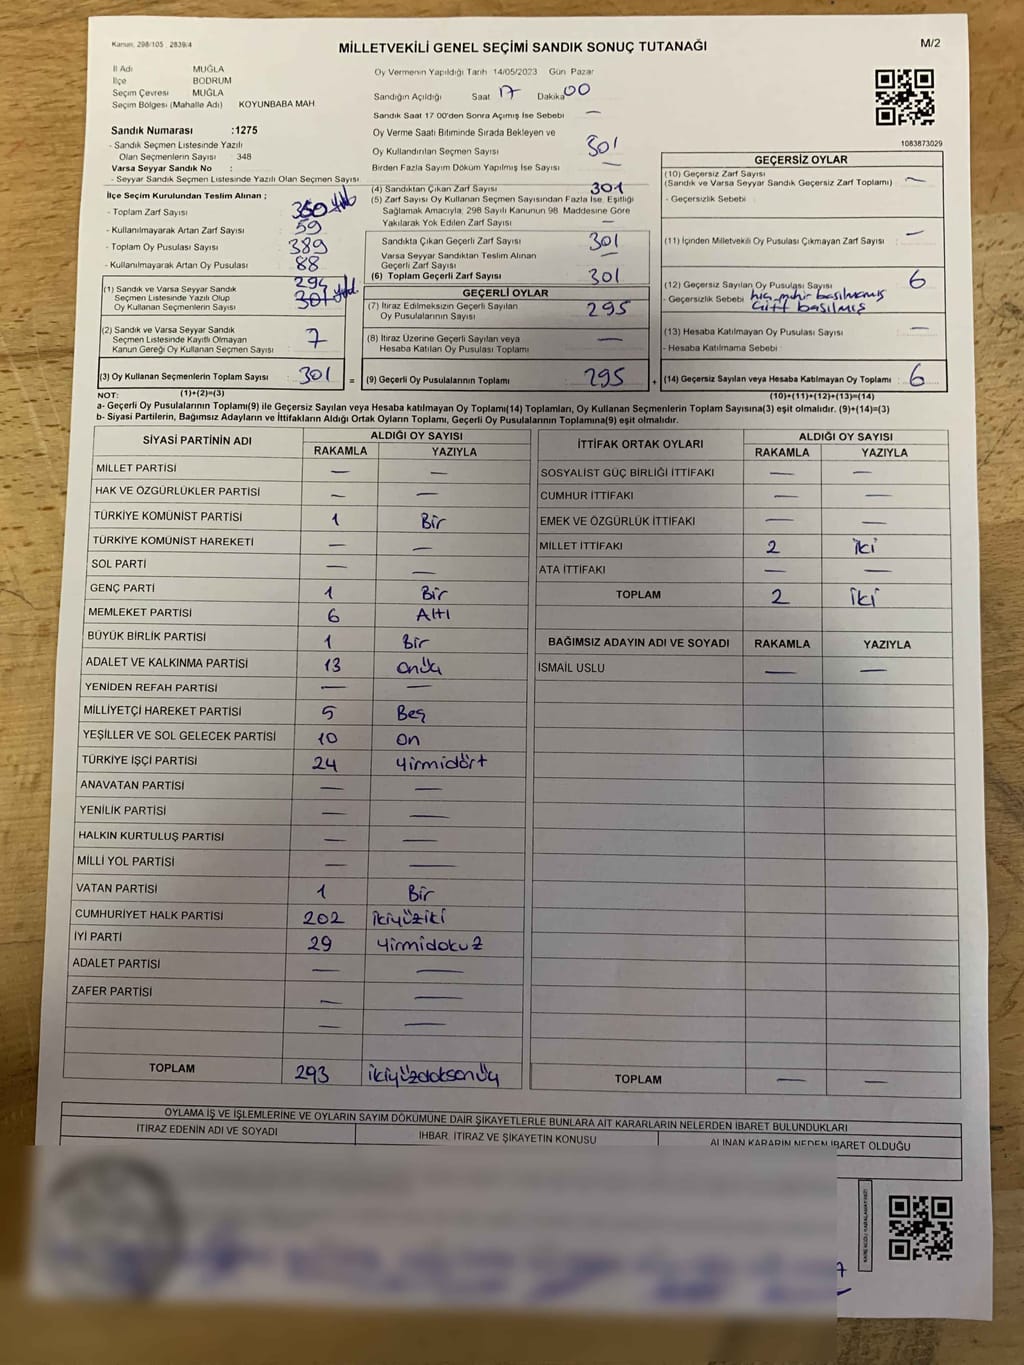 Kanun: 298/105 2839/4
MİLLETVEKİLİ GENEL SEÇİMİ SANDIK SONUÇ TUTANAĞI
M/2
İl Adı MUĞLA
İlçe BODRUM
Seçim Çevresi MUĞLA
Seçim Bölgesi (Mahalle Adı) KOYUNBABA MAH
Sandık Numarası :1275
- Sandık Seçmen Listesinde Yazılı
Olan Seçmenlerin Sayısı : 348
Varsa Seyyar Sandık No :
- Seyyar Sandık Seçmen Listesinde Yazılı Olan Seçmen Sayısı
İlçe Seçim Kurulundan Teslim Alınan ;
- Toplam Zarf Sayısı 360
- Kullanılmayarak Artan Zarf Sayısı 59
- Toplam Oy Pusulası Sayısı 389
- Kullanılmayarak Artan Oy Pusulası 88
(1) Sandık ve Varsa Seyyar Sandık 294
Seçmen Listesinde Yazılı Olup 301
Oy Kullanan Seçmenlerin Sayısı
(2) Sandık ve Varsa Seyyar Sandık
Seçmen Listesinde Kayıtlı Olmayan 7
Kanun Gereği Oy Kullanan Seçmen Sayısı
(3) Oy Kullanan Seçmenlerin Toplam Sayısı 301 =
(1)+(2)=(3)
Oy Vermenin Yapıldığı Tarih 14/05/2023 Gün Pazar
Sandığın Açıldığı Saat 17 Dakika 00
Sandık Saat 17 00'den Sonra Açılmış İse Sebebi —
Oy Verme Saati Bitiminde Sırada Bekleyen ve
Oy Kullandırılan Seçmen Sayısı 301
Birden Fazla Sayım Döküm Yapılmış İse Sayısı —
(4) Sandıktan Çıkan Zarf Sayısı 301
(5) Zarf Sayısı Oy Kullanan Seçmen Sayısından Fazla İse, Eşitliği
Sağlamak Amacıyla; 298 Sayılı Kanunun 98 Maddesine Göre
Yakılarak Yok Edilen Zarf Sayısı —
Sandıkta Çıkan Geçerli Zarf Sayısı 301
Varsa Seyyar Sandıktan Teslim Alınan
Geçerli Zarf Sayısı —
(6) Toplam Geçerli Zarf Sayısı 301
GEÇERLİ OYLAR
(7) İtiraz Edilmeksizin Geçerli Sayılan 295
Oy Pusulalarının Sayısı
(8) İtiraz Üzerine Geçerli Sayılan veya —
Hesaba Katılan Oy Pusulası Toplamı
(9) Geçerli Oy Pusulalarının Toplamı 295 +
1083873029
GEÇERSİZ OYLAR
(10) Geçersiz Zarf Sayısı
(Sandık ve Varsa Seyyar Sandık Geçersiz Zarf Toplamı) —
- Geçersizlik Sebebi
(11) İçinden Milletvekili Oy Pusulası Çıkmayan Zarf Sayısı : —
(12) Geçersiz Sayılan Oy Pusulası Sayısı 6
- Geçersizlik Sebebi hiç mühür basılmamış
Çift basılmış
(13) Hesaba Katılmayan Oy Pusulası Sayısı —
- Hesaba Katılmama Sebebi
(14) Geçersiz Sayılan veya Hesaba Katılmayan Oy Toplamı : 6
(10)+(11)+(12)+(13)=(14)
NOT:
a- Geçerli Oy Pusulalarının Toplamı(9) ile Geçersiz Sayılan veya Hesaba katılmayan Oy Toplamı(14) Toplamları, Oy Kullanan Seçmenlerin Toplam Sayısına(3) eşit olmalıdır. (9)+(14)=(3)
b- Siyasi Partilerin, Bağımsız Adayların ve İttifakların Aldığı Ortak Oyların Toplamı, Geçerli Oy Pusulalarının Toplamına(9) eşit olmalıdır.
SİYASİ PARTİNİN ADI ALDIĞI OY SAYISI
RAKAMLA YAZIYLA
MİLLET PARTİSİ — —
HAK VE ÖZGÜRLÜKLER PARTİSİ — —
TÜRKİYE KOMÜNİST PARTİSİ 1 Bir
TÜRKİYE KOMÜNİST HAREKETİ — —
SOL PARTİ — —
GENÇ PARTİ 1 Bir
MEMLEKET PARTİSİ 6 Altı
BÜYÜK BİRLİK PARTİSİ 1 Bir
ADALET VE KALKINMA PARTİSİ 13 Onüç
YENİDEN REFAH PARTİSİ — —
MİLLİYETÇİ HAREKET PARTİSİ 5 Beş
YEŞİLLER VE SOL GELECEK PARTİSİ 10 On
TÜRKİYE İŞÇİ PARTİSİ 24 Yirmidört
ANAVATAN PARTİSİ — —
YENİLİK PARTİSİ — —
HALKIN KURTULUŞ PARTİSİ — —
MİLLİ YOL PARTİSİ — —
VATAN PARTİSİ 1 Bir
CUMHURİYET HALK PARTİSİ 202 İkiyüziki
İYİ PARTİ 29 Yirmidokuz
ADALET PARTİSİ — —
ZAFER PARTİSİ — —
— —
TOPLAM 293 İkiyüzdoksanüç
İTTİFAK ORTAK OYLARI ALDIĞI OY SAYISI
RAKAMLA YAZIYLA
SOSYALİST GÜÇ BİRLİĞİ İTTİFAKI — —
CUMHUR İTTİFAKI — —
EMEK VE ÖZGÜRLÜK İTTİFAKI — —
MİLLET İTTİFAKI 2 İki
ATA İTTİFAKI — —
TOPLAM 2 İki
BAĞIMSIZ ADAYIN ADI VE SOYADI RAKAMLA YAZIYLA
İSMAİL USLU — —
TOPLAM — —
OYLAMA İŞ VE İŞLEMLERİNE VE OYLARIN SAYIM DÖKÜMÜNE DAİR ŞİKAYETLERLE BUNLARA AİT KARARLARIN NELERDEN İBARET BULUNDUKLARI
İTİRAZ EDENİN ADI VE SOYADI İHBAR, İTİRAZ VE ŞİKAYETİN KONUSU ALINAN KARARIN NEDEN İBARET OLDUĞU